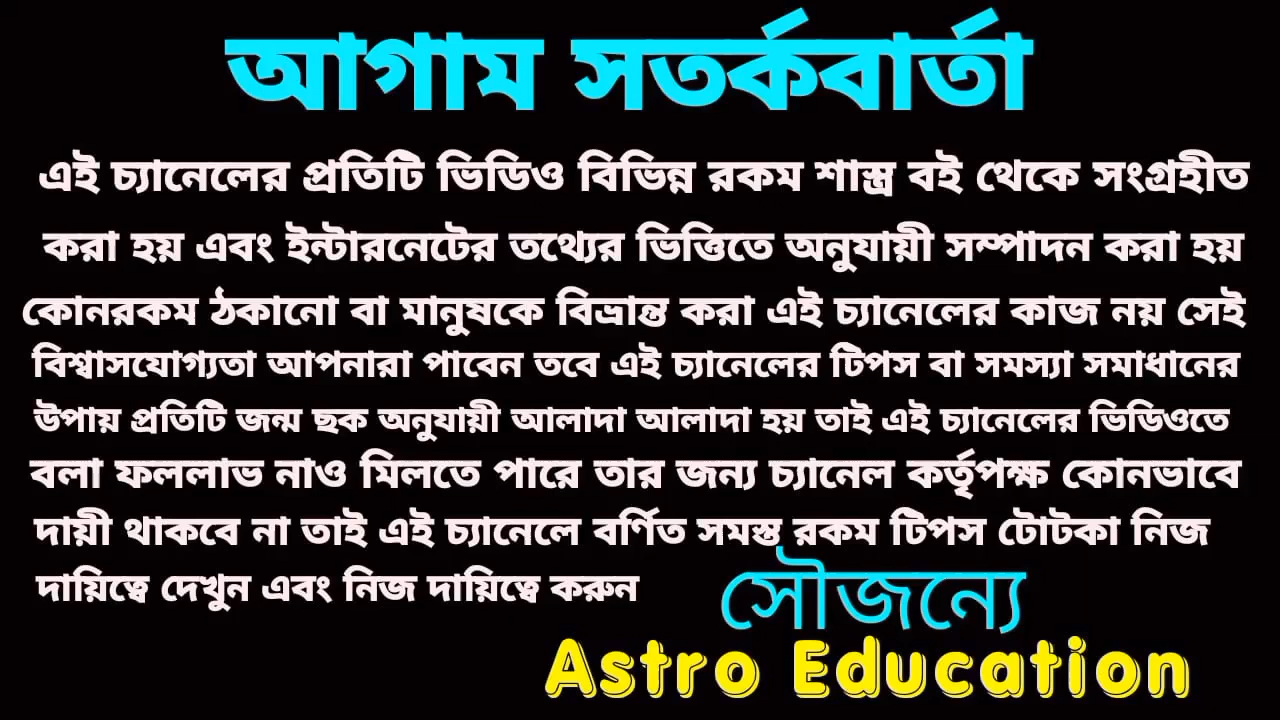 আগাম সতর্কবার্তা
এই চ্যানেলের প্রতিটি ভিডিও বিভিন্ন রকম শাস্ত্র বই থেকে সংগ্রহীত
করা হয় এবং ইন্টারনেটের তথ্যের ভিত্তিতে অনুযায়ী সম্পাদন করা হয়
কোনরকম ঠকানো বা মানুষকে বিভ্রান্ত করা এই চ্যানেলের কাজ নয় সেই
বিশ্বাসযোগ্যতা আপনারা পাবেন তবে এই চ্যানেলের টিপস বা সমস্যা সমাধানের
উপায় প্রতিটি জন্ম ছক অনুযায়ী আলাদা আলাদা হয় তাই এই চ্যানেলের ভিডিওতে
বলা ফললাভ নাও মিলতে পারে তার জন্য চ্যানেল কর্তৃপক্ষ কোনভাবে
দায়ী থাকবে না তাই এই চ্যানেলে বর্ণিত সমস্ত রকম টিপস টোটকা নিজ
দায়িত্বে দেখুন এবং নিজ দায়িত্বে করুন
সৌজন্যে
Astro Education